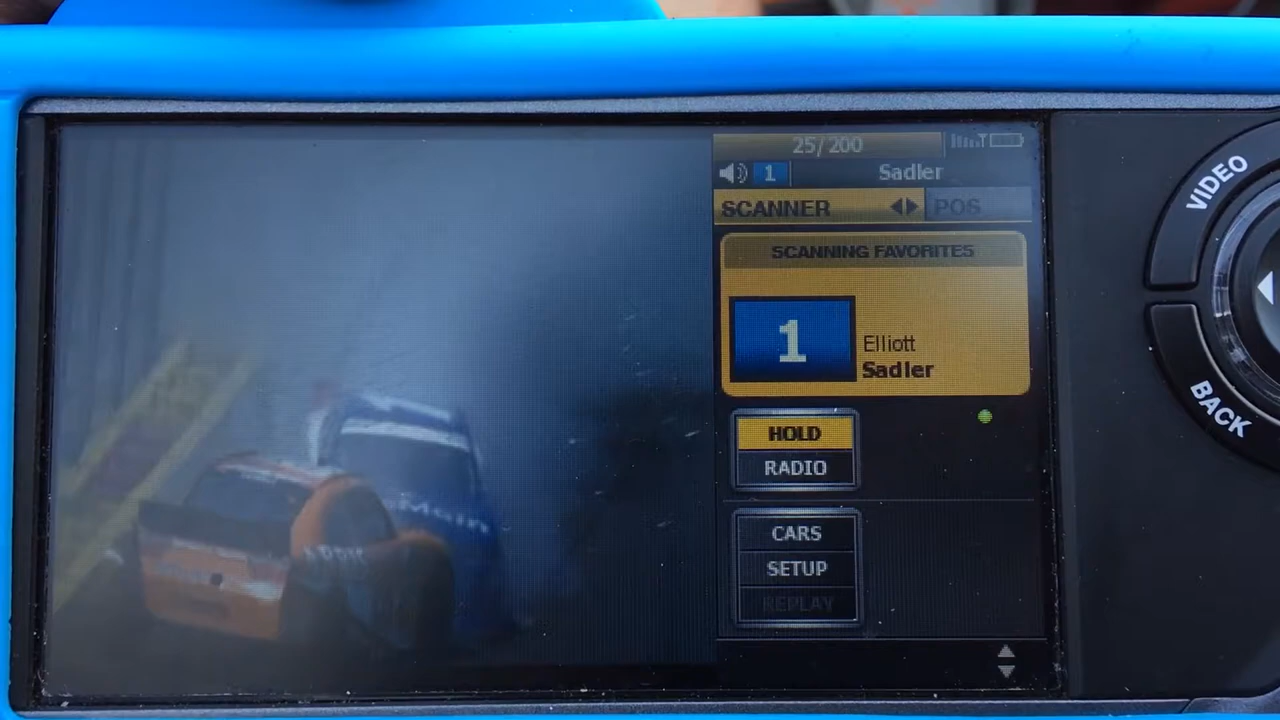 25/200
1 Sadler
SCANNER POS
SCANNING FAVORITES
1
Elliott
Sadler
HOLD
RADIO
CARS
SETUP
REPLAY
VIDEO
BACK